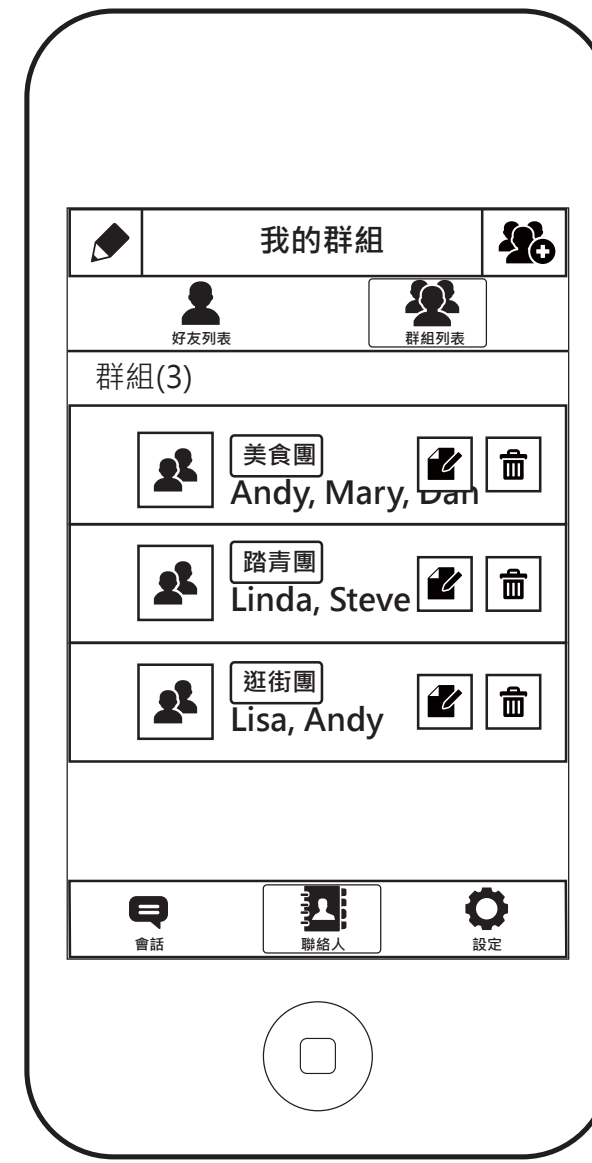 我的群組
好友列表
群組列表
群組(3)
美食團
Andy, Mary, Dan
踏青團
Linda, Steve
逛街團
Lisa, Andy
會話
聯絡人
設定